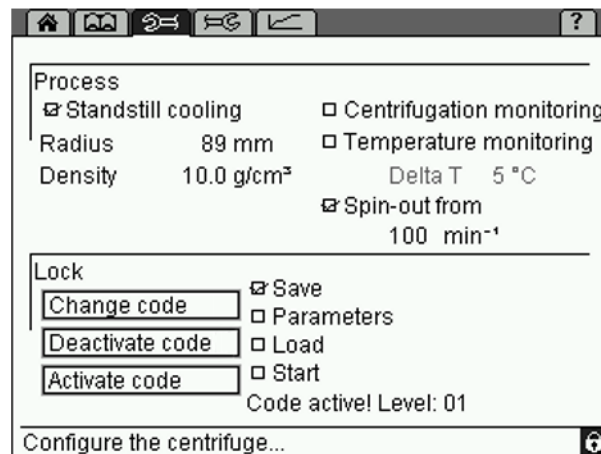 ?
Process
Standstill cooling
Centrifugation monitoring
Radius 89 mm
Temperature monitoring
Density 10.0 g/cm³
Delta T 5 °C
Spin-out from
100 min⁻¹
Lock
Save
Change code
Parameters
Deactivate code
Load
Activate code
Start
Code active! Level: 01
Configure the centrifuge...